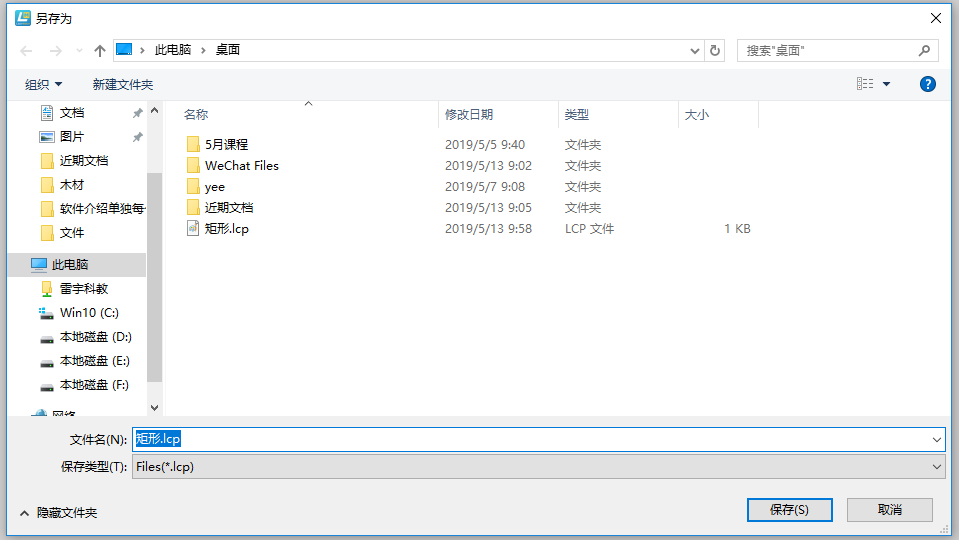 另存为
此电脑 › 桌面
搜索"桌面"
组织 新建文件夹
名称 修改日期 类型 大小
文档
图片
近期文档
木材
软件介绍单独每
文件
此电脑
雷宇科教
Win10 (C:)
本地磁盘 (D:)
本地磁盘 (E:)
本地磁盘 (F:)
网络
5月课程 2019/5/5 9:40 文件夹
WeChat Files 2019/5/13 9:02 文件夹
yee 2019/5/7 9:08 文件夹
近期文档 2019/5/13 9:05 文件夹
矩形.lcp 2019/5/13 9:58 LCP 文件 1 KB
文件名(N): 矩形.lcp
保存类型(T): Files(*.lcp)
隐藏文件夹 保存(S) 取消